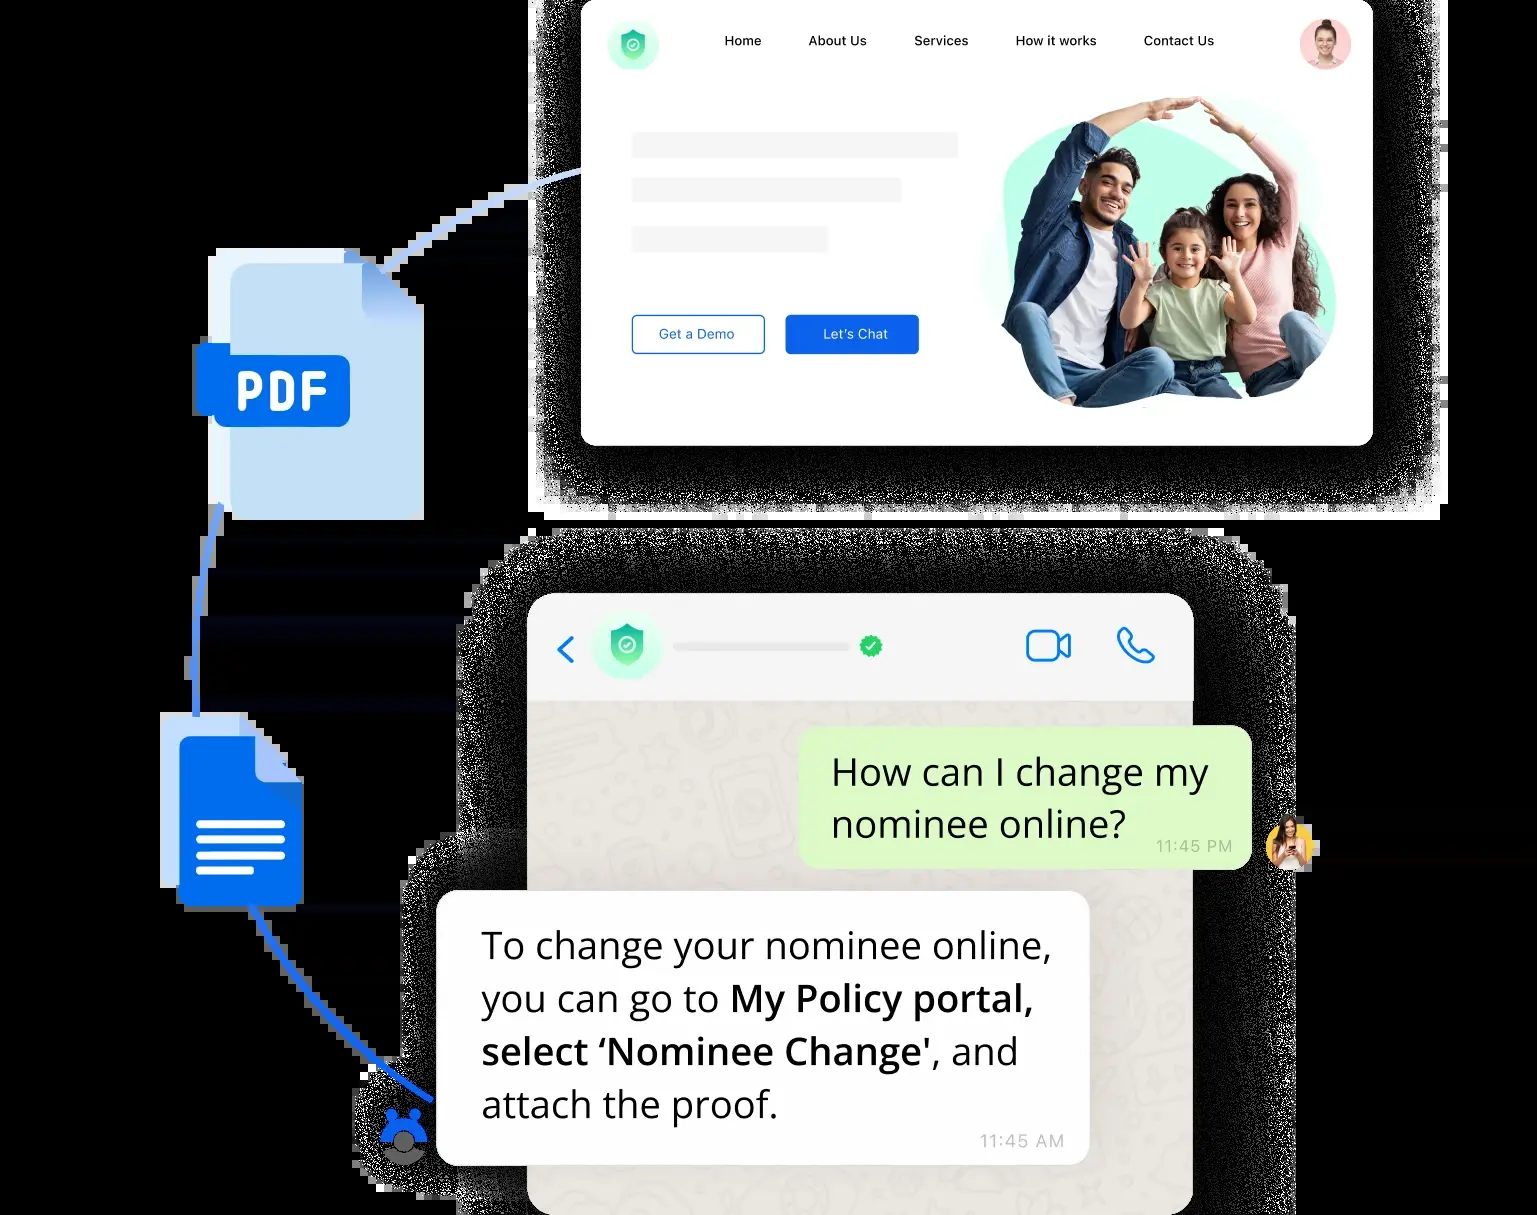 Home
About Us
Services
How it works
Contact Us
Get a Demo
Let's Chat
PDF
How can I change my
nominee online?
11:45 PM
To change your nominee online,
you can go to My Policy portal,
select ‘Nominee Change', and
attach the proof.
11:45 AM